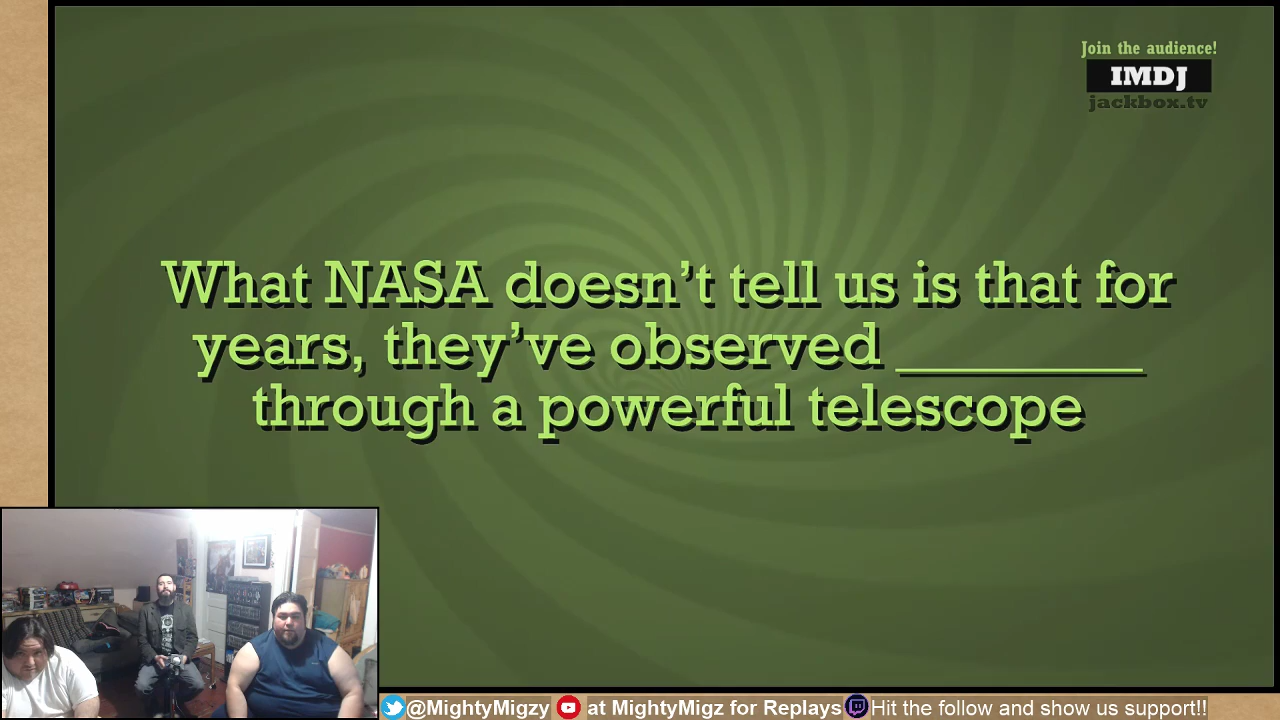 Join the audience!
IMDJ
jackbox.tv
What NASA doesn't tell us is that for
years, they've observed ________
through a powerful telescope
@MightyMigzy at MightyMigz for Replays Hit the follow and show us support!!